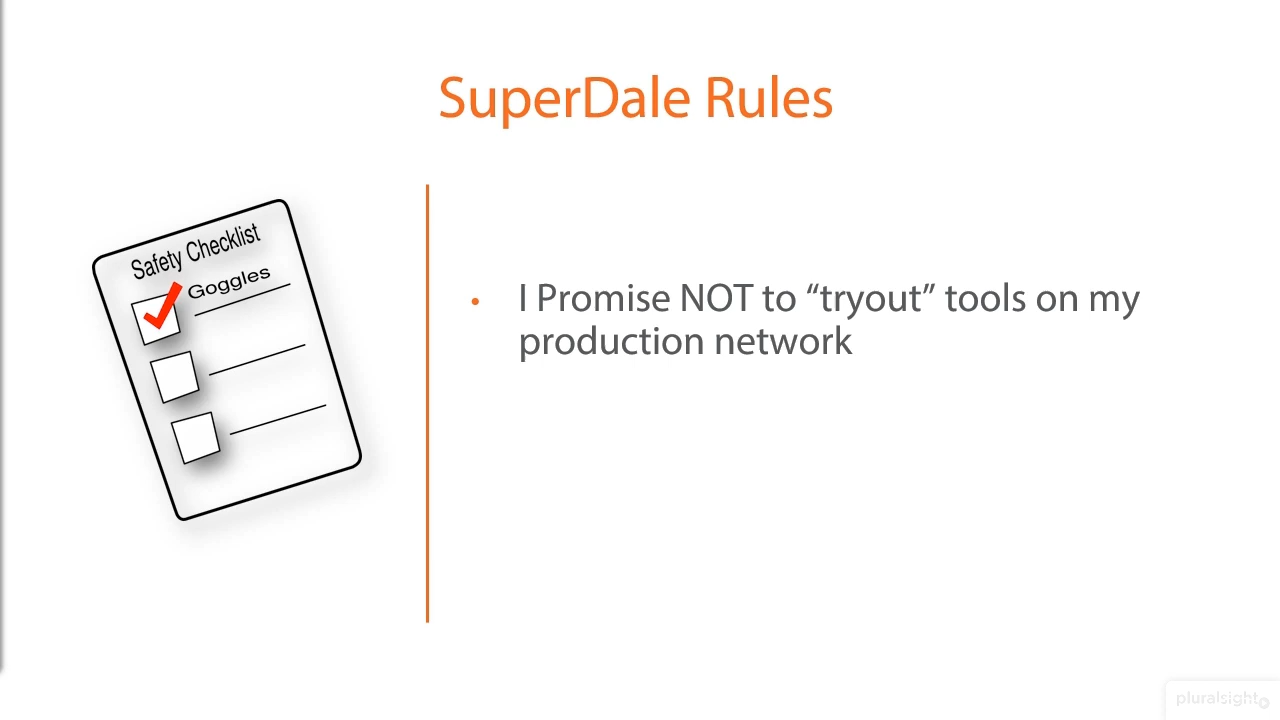 SuperDale Rules
Safety Checklist
Goggles
• I Promise NOT to “tryout” tools on my
production network
pluralsight